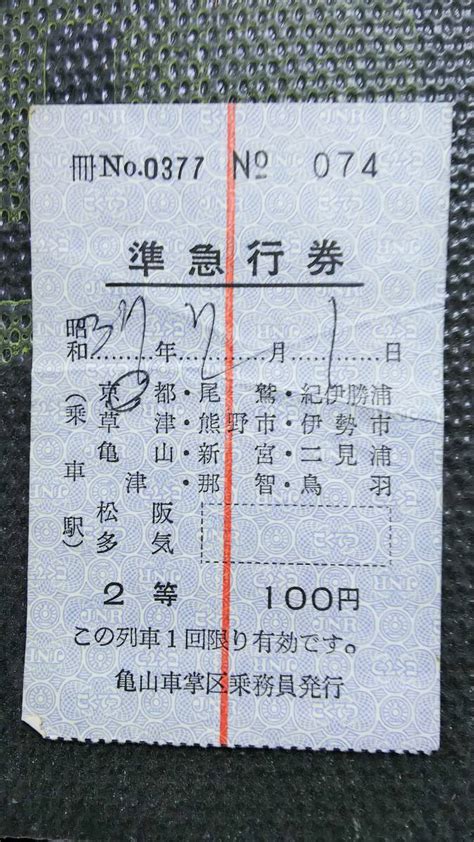 冊No.0377 No 074
準急行券
昭和37年2月1日
(乗車駅)
京都・尾鷲・紀伊勝浦
草津・熊野市・伊勢市
亀山・新宮・二見浦
津・那智・鳥羽
松阪
多気
2等 100円
この列車1回限り有効です。
亀山車掌区乗務員発行